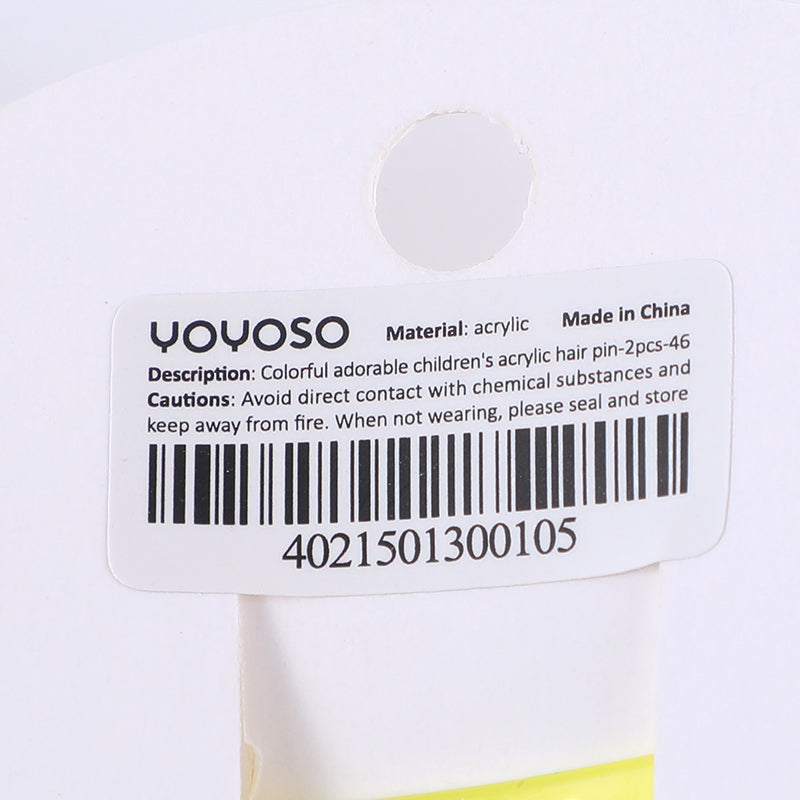 YOYOSO Material: acrylic Made in China
Description: Colorful adorable children's acrylic hair pin-2pcs-46
Cautions: Avoid direct contact with chemical substances and
keep away from fire. When not wearing, please seal and store
4021501300105